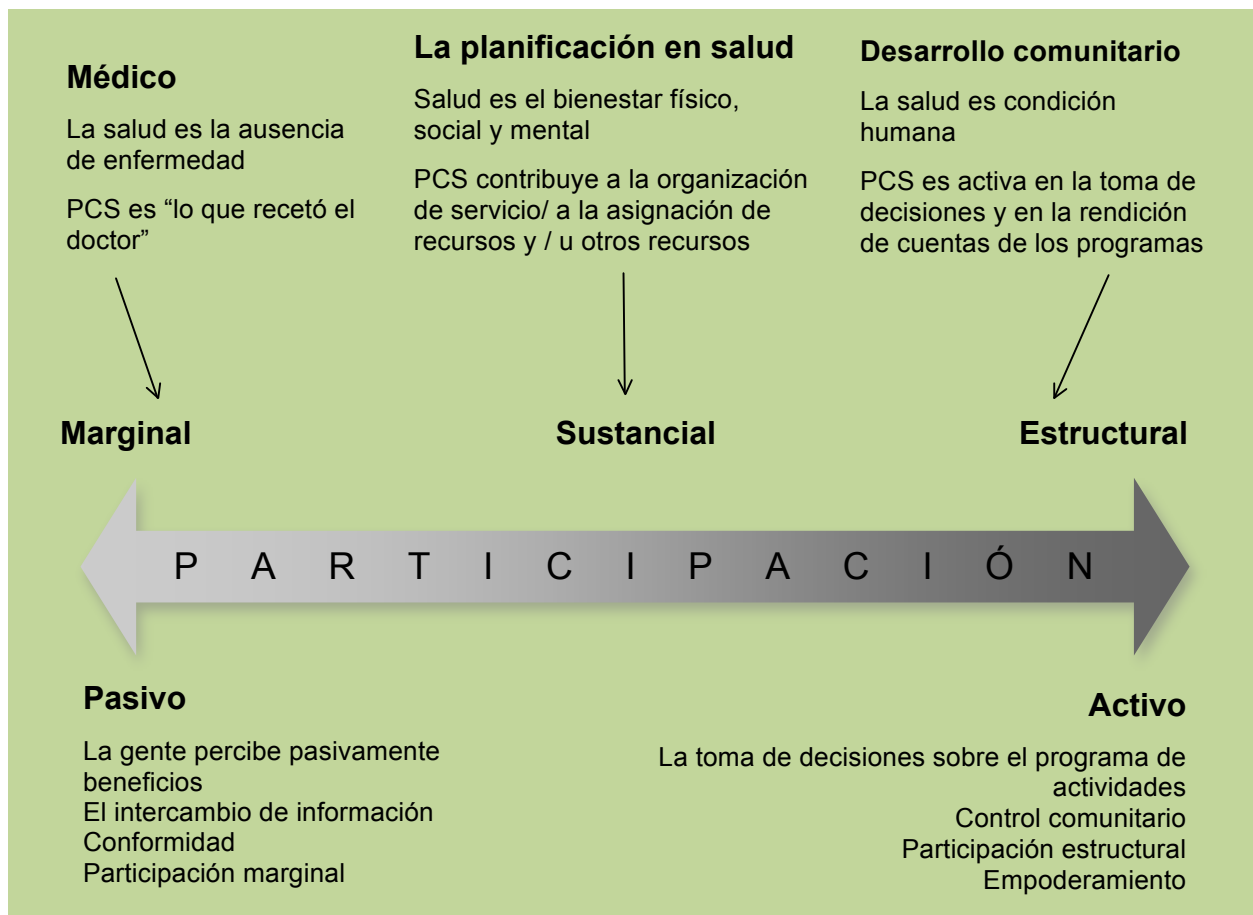 Médico
La salud es la ausencia
de enfermedad
PCS es “lo que recetó el
doctor”
La planificación en salud
Salud es el bienestar físico,
social y mental
PCS contribuye a la organización
de servicio/ a la asignación de
recursos y / u otros recursos
Desarrollo comunitario
La salud es condición
humana
PCS es activa en la toma de
decisiones y en la rendición
de cuentas de los programas
Marginal
Sustancial
Estructural
PARTICIPACIÓN
Pasivo
La gente percibe pasivamente
beneficios
El intercambio de información
Conformidad
Participación marginal
Activo
La toma de decisiones sobre el programa de
actividades
Control comunitario
Participación estructural
Empoderamiento